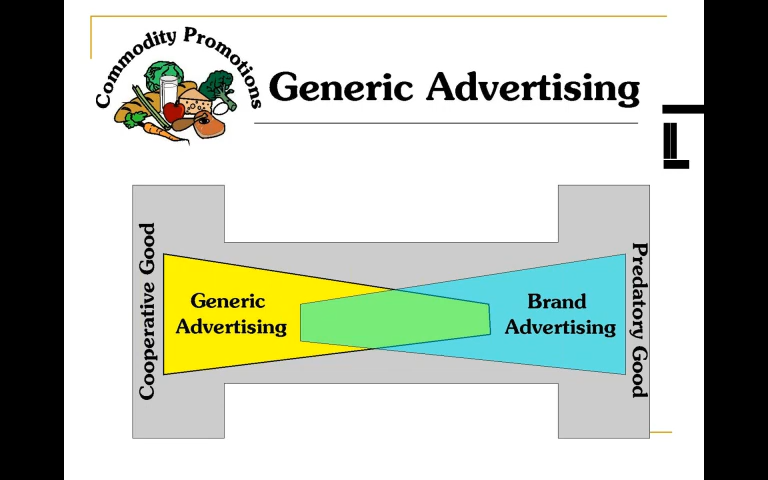 Commodity Promotions
Generic Advertising
Cooperative Good
Generic
Advertising
Brand
Advertising
Predatory Good